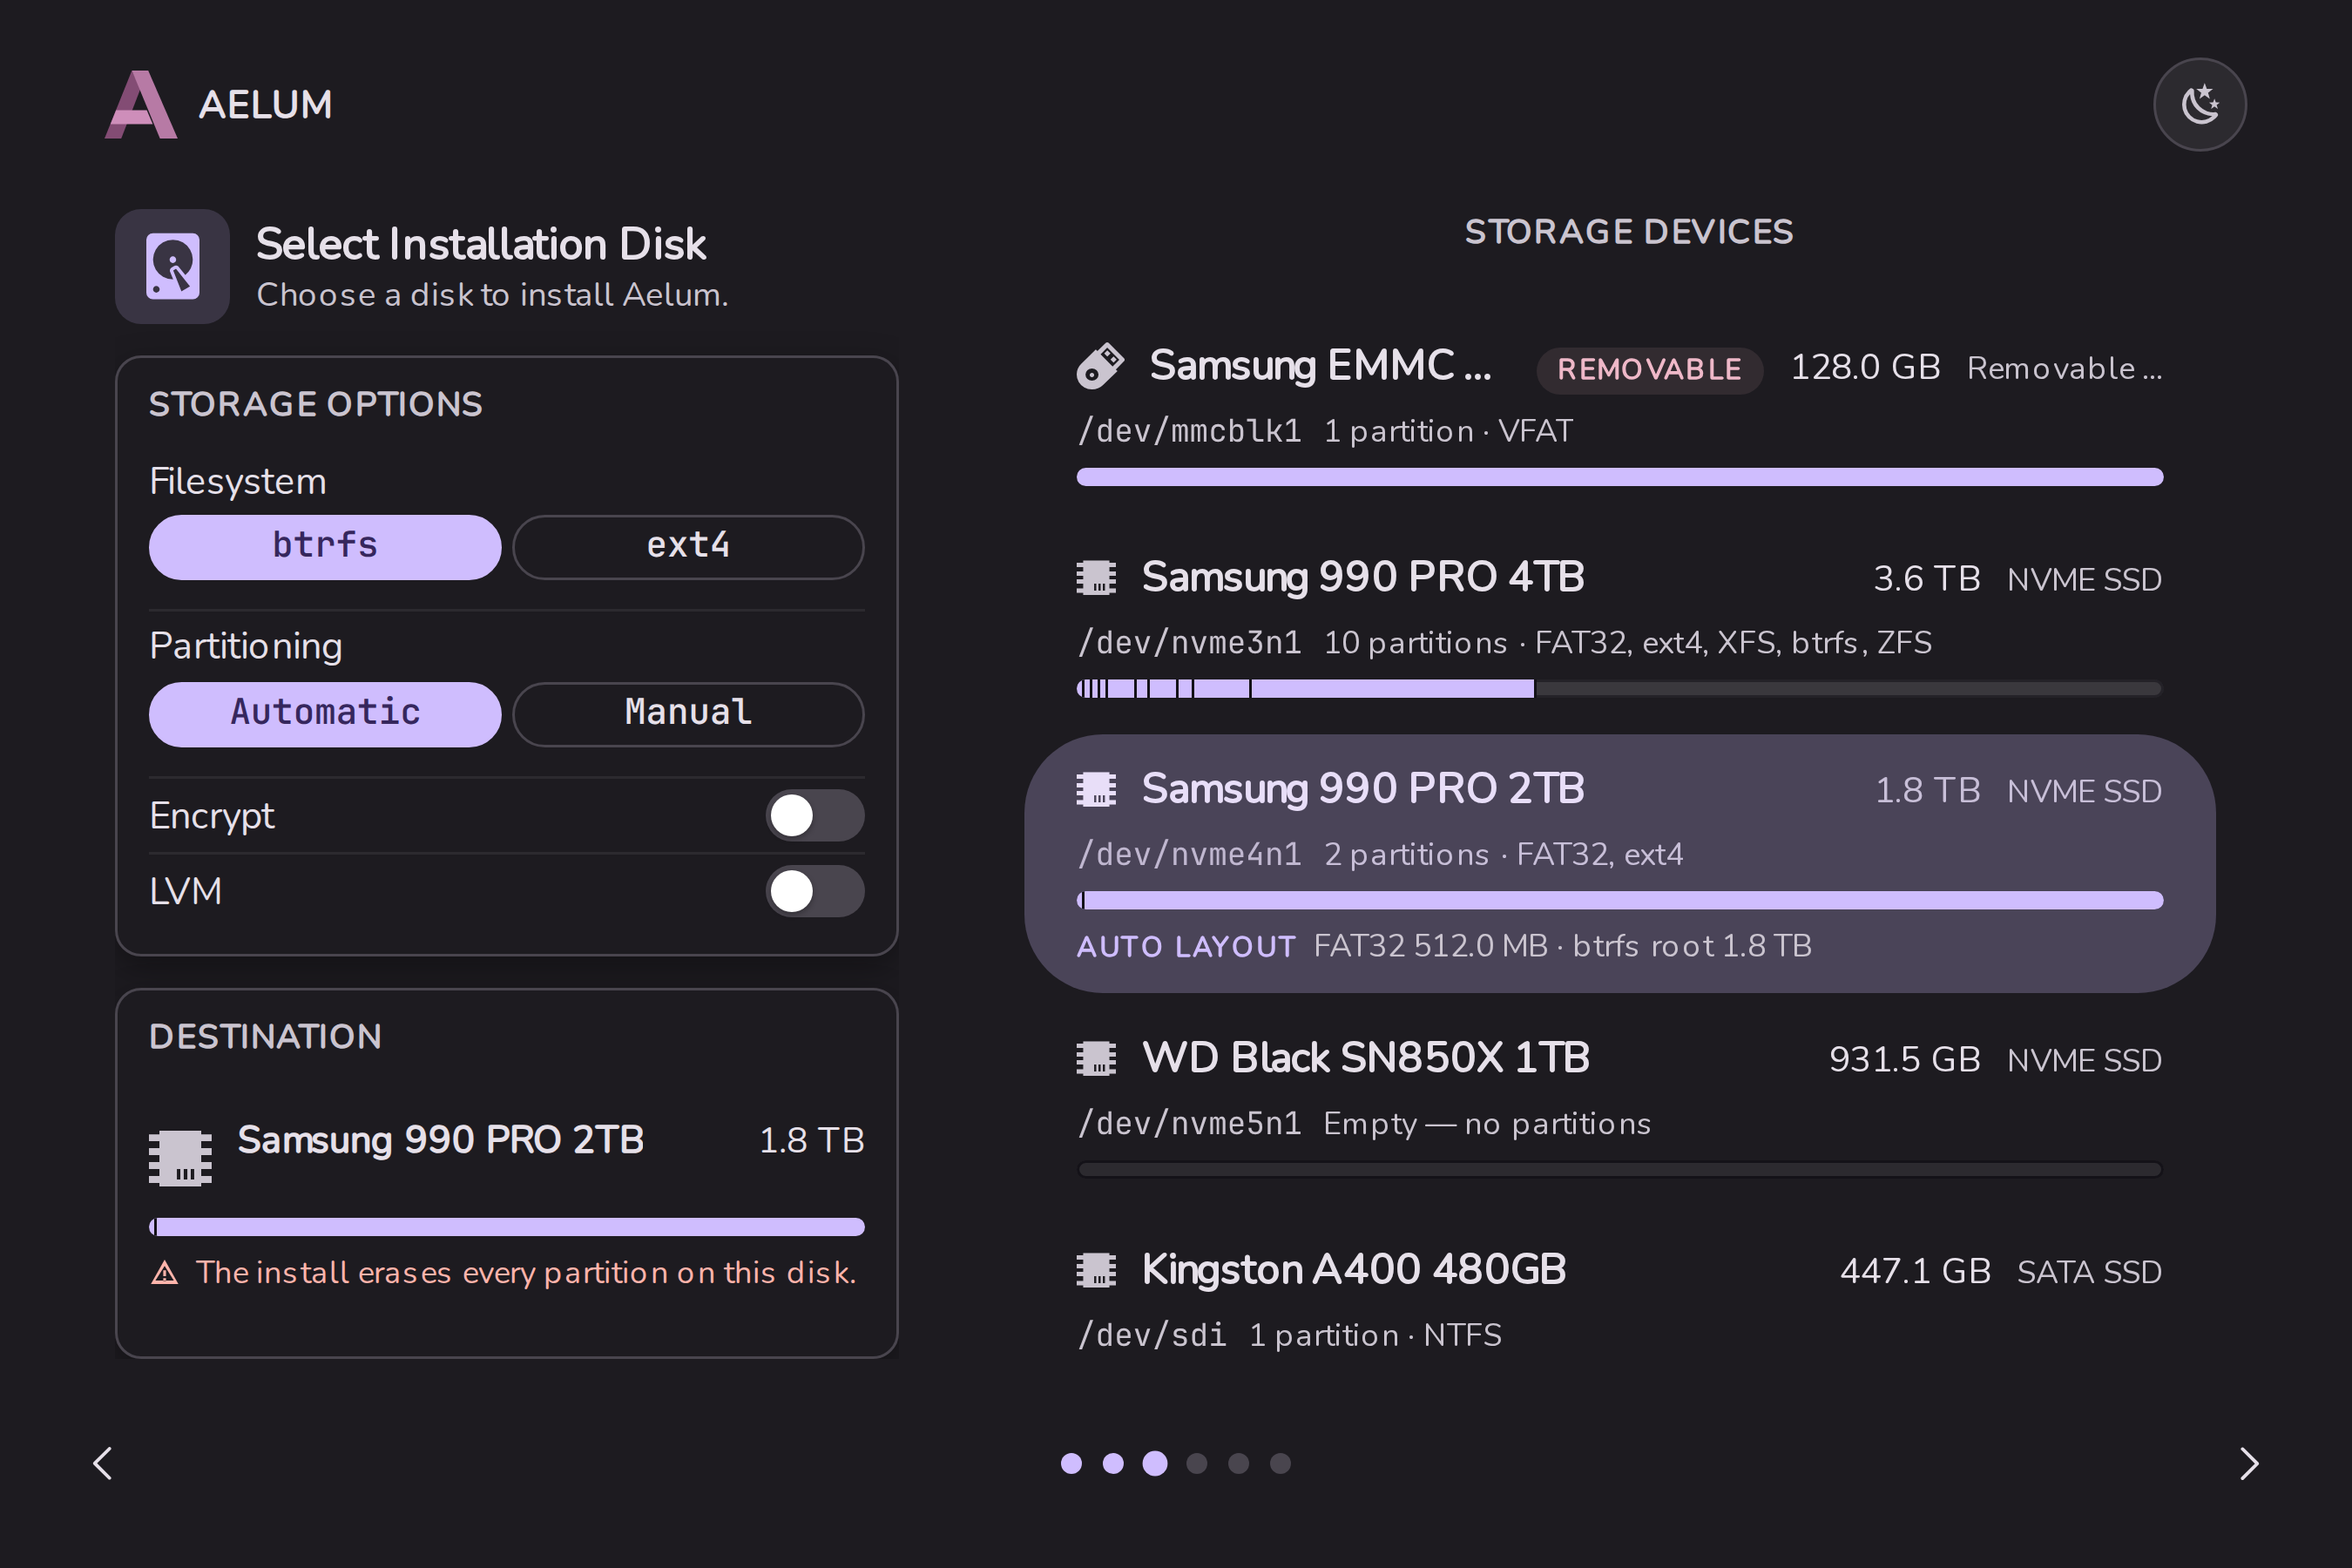 AELUM
Select Installation Disk
Choose a disk to install Aelum.
STORAGE OPTIONS
Filesystem
btrfs ext4
Partitioning
Automatic Manual
Encrypt
LVM
DESTINATION
Samsung 990 PRO 2TB 1.8 TB
The install erases every partition on this disk.
STORAGE DEVICES
Samsung EMMC ... REMOVABLE 128.0 GB Removable ...
/dev/mmcblk1 1 partition · VFAT
Samsung 990 PRO 4TB 3.6 TB NVME SSD
/dev/nvme3n1 10 partitions · FAT32, ext4, XFS, btrfs, ZFS
Samsung 990 PRO 2TB 1.8 TB NVME SSD
/dev/nvme4n1 2 partitions · FAT32, ext4
AUTO LAYOUT FAT32 512.0 MB · btrfs root 1.8 TB
WD Black SN850X 1TB 931.5 GB NVME SSD
/dev/nvme5n1 Empty — no partitions
Kingston A400 480GB 447.1 GB SATA SSD
/dev/sdi 1 partition · NTFS